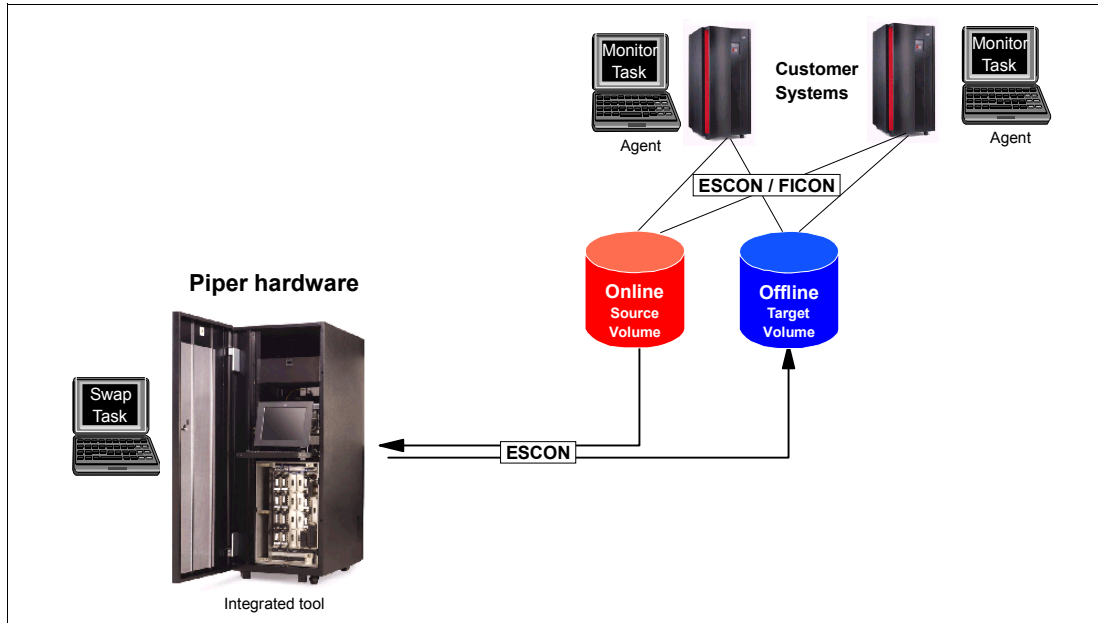 Monitor
Task
Agent
Customer
Systems
Monitor
Task
Agent
ESCON / FICON
Online
Source
Volume
Offline
Target
Volume
Piper hardware
Swap
Task
ESCON
Integrated tool